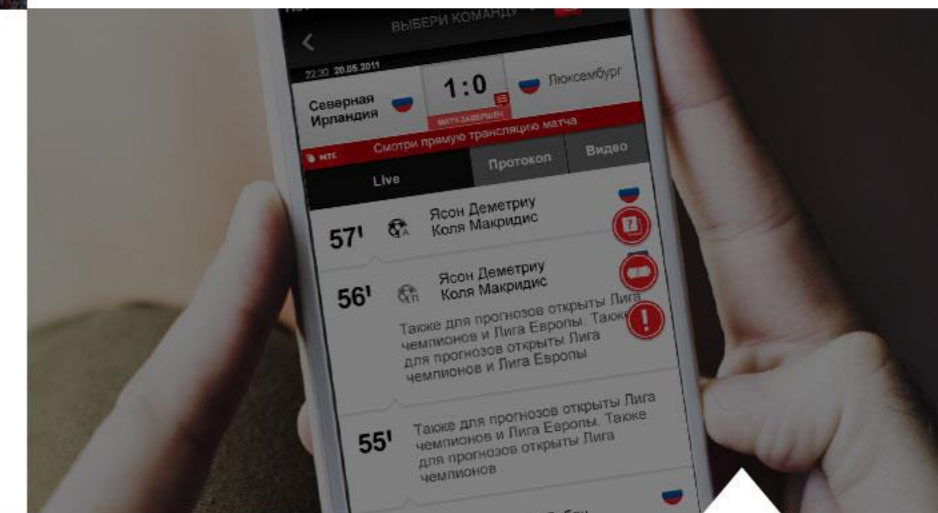 ВЫБЕРИ КОМАНДУ
22:30 20.05.2011
Северная
Ирландия
1:0
Люксембург
МАТЧ ЗАВЕРШЕН
МТС
Смотри прямую трансляцию матча
Live
Протокол
Видео
57'
Ясон Деметриу
Коля Макридис
56'
Ясон Деметриу
Коля Макридис
Также для прогнозов открыты Лига
чемпионов и Лига Европы. Также
для прогнозов открыты Лига
чемпионов и Лига Европы
55'
Также для прогнозов открыты Лига
чемпионов и Лига Европы. Также
для прогнозов открыты Лига
чемпионов